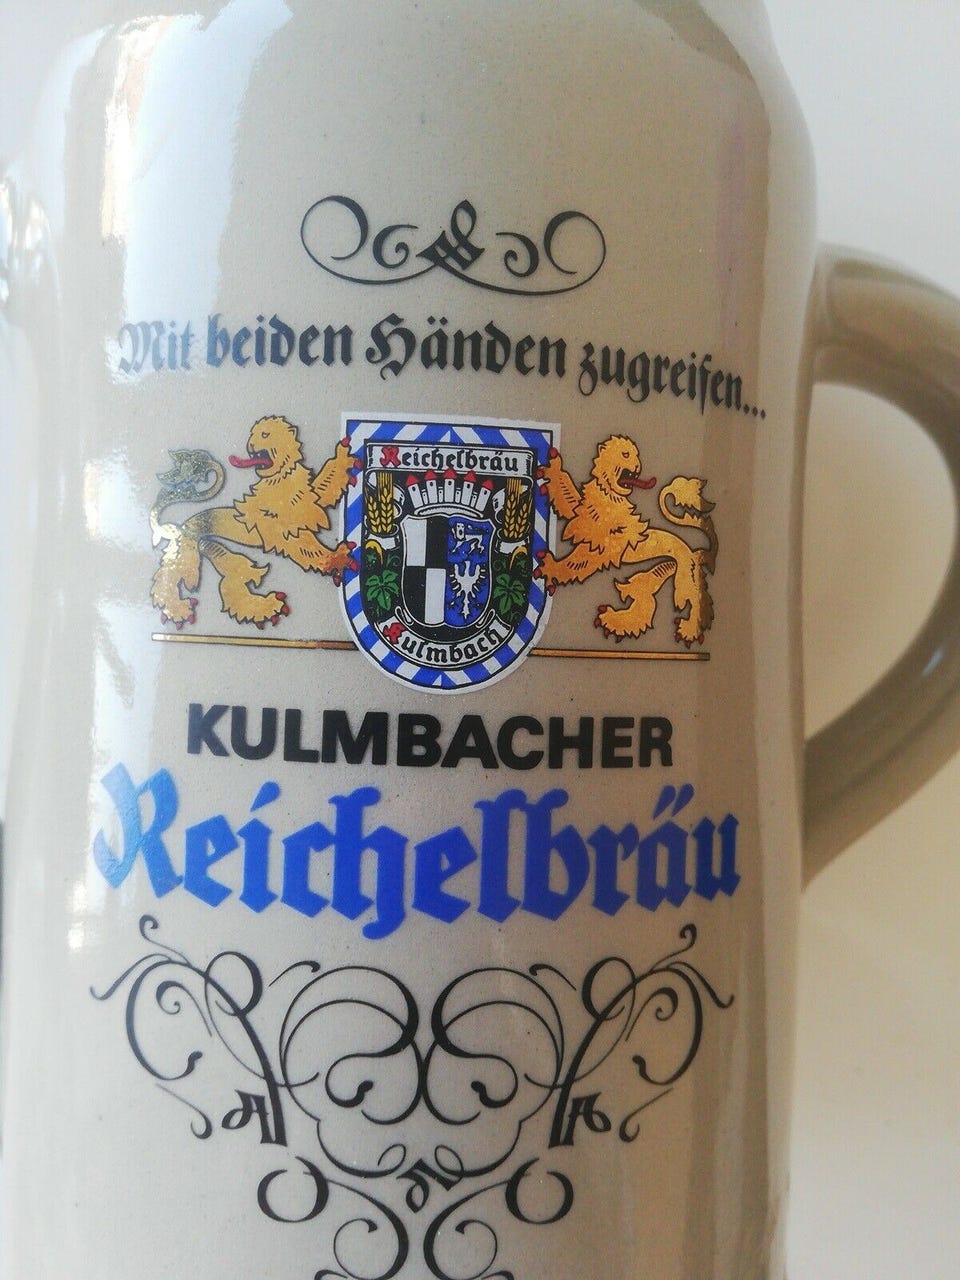 Mit beiden Händen zugreifen...
Reichelbräu
Kulmbach
KULMBACHER
Reichelbräu